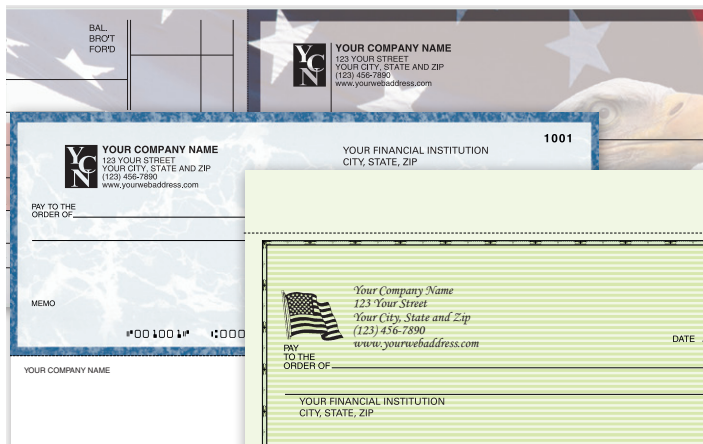 BAL.
BRO'T
FOR'D
YCN
YOUR COMPANY NAME
123 YOUR STREET
YOUR CITY, STATE AND ZIP
(123) 456-7890
www.yourwebaddress.com
1001
YCN
YOUR COMPANY NAME
123 YOUR STREET
YOUR CITY, STATE AND ZIP
(123) 456-7890
www.yourwebaddress.com
YOUR FINANCIAL INSTITUTION
CITY, STATE, ZIP
PAY TO THE
ORDER OF
MEMO
⑈001001⑈ ⑆000
YOUR COMPANY NAME
Your Company Name
123 Your Street
Your City, State and Zip
(123) 456-7890
www.yourwebaddress.com
DATE
PAY
TO THE
ORDER OF
YOUR FINANCIAL INSTITUTION
CITY, STATE, ZIP